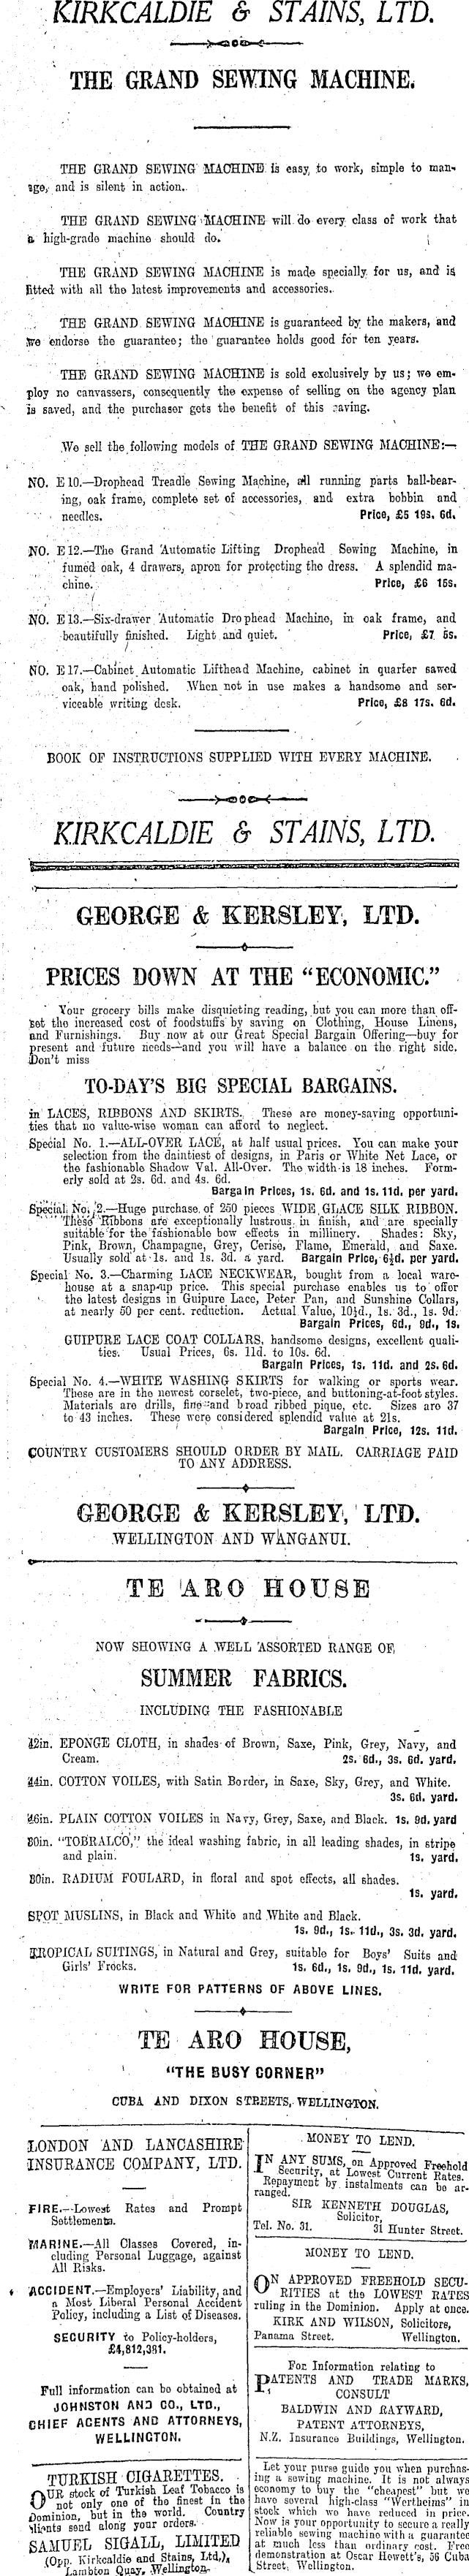 KIRKCALDIE & STAINS, LTD.
THE GRAND SEWING MACHINE.
THE GRAND SEWING MACHINE is easy to work, simple to man-
age, and is silent in action.
THE GRAND SEWING MACHINE will do every class of work that
a high-grade machine should do.
THE GRAND SEWING MACHINE is made specially for us, and is
fitted with all the latest improvements and accessories.
THE GRAND SEWING MACHINE is guaranteed by the makers, and
we endorse the guarantee; the guarantee holds good for ten years.
THE GRAND SEWING MACHINE is sold exclusively by us; we em-
ploy no canvassers, consequently the expense of selling on the agency plan
is saved, and the purchaser gets the benefit of this saving.
We sell the following models of THE GRAND SEWING MACHINE:—
NO. E 10.—Drophead Treadle Sewing Machine, all running parts ball-bear-
ing, oak frame, complete set of accessories, and extra bobbin and
needles. Price, £5 19s. 6d.
NO. E 12.—The Grand Automatic Lifting Drophead Sewing Machine, in
fumed oak, 4 drawers, apron for protecting the dress. A splendid ma-
chine. Price, £6 15s.
NO. E 13.—Six-drawer Automatic Drophead Machine, in oak frame, and
beautifully finished. Light and quiet. Price, £7 5s.
NO. E 17.—Cabinet Automatic Lifthead Machine, cabinet in quarter sawed
oak, hand polished. When not in use makes a handsome and ser-
viceable writing desk. Price, £8 17s. 6d.
BOOK OF INSTRUCTIONS SUPPLIED WITH EVERY MACHINE.
KIRKCALDIE & STAINS, LTD.
GEORGE & KERSLEY, LTD.
PRICES DOWN AT THE "ECONOMIC."
Your grocery bills make disquieting reading, but you can more than off-
set the increased cost of foodstuffs by saving on Clothing, House Linens,
and Furnishings. Buy now at our Great Special Bargain Offering—buy for
present and future needs—and you will have a balance on the right side.
Don't miss
TO-DAY'S BIG SPECIAL BARGAINS.
in LACES, RIBBONS AND SKIRTS. These are money-saving opportuni-
ties that no value-wise woman can afford to neglect.
Special No. 1.—ALL-OVER LACE, at half usual prices. You can make your
selection from the daintiest of designs, in Paris or White Net Lace, or
the fashionable Shadow Val. All-Over. The width is 18 inches. Form-
erly sold at 2s. 6d. and 4s. 6d.
Bargain Prices, 1s. 6d. and 1s. 11d. per yard.
Special No. 2.—Huge purchase of 250 pieces WIDE GLACE SILK RIBBON.
These Ribbons are exceptionally lustrous in finish, and are specially
suitable for the fashionable bow effects in millinery. Shades: Sky,
Pink, Brown, Champagne, Grey, Cerise, Flame, Emerald, and Saxe.
Usually sold at 1s. and 1s. 3d. a yard. Bargain Price, 6½d. per yard.
Special No. 3.—Charming LACE NECKWEAR, bought from a local ware-
house at a snap-up price. This special purchase enables us to offer
the latest designs in Guipure Lace, Peter Pan, and Sunshine Collars,
at nearly 50 per cent. reduction. Actual Value, 10½d., 1s. 3d., 1s. 9d.
Bargain Prices, 6d., 9d., 1s.
GUIPURE LACE COAT COLLARS, handsome designs, excellent quali-
ties. Usual Prices, 6s. 11d. to 10s. 6d.
Bargain Prices, 1s. 11d. and 2s. 6d.
Special No. 4.—WHITE WASHING SKIRTS for walking or sports wear.
These are in the newest corselet, two-piece, and buttoning-at-foot styles.
Materials are drills, fine and broad ribbed pique, etc. Sizes are 37
to 43 inches. These were considered splendid value at 21s.
Bargain Price, 12s. 11d.
COUNTRY CUSTOMERS SHOULD ORDER BY MAIL. CARRIAGE PAID
TO ANY ADDRESS.
GEORGE & KERSLEY, LTD.
WELLINGTON AND WANGANUI.
TE ARO HOUSE
NOW SHOWING A WELL ASSORTED RANGE OF
SUMMER FABRICS.
INCLUDING THE FASHIONABLE
42in. EPONGE CLOTH, in shades of Brown, Saxe, Pink, Grey, Navy, and
Cream. 2s. 6d., 3s. 6d. yard.
44in. COTTON VOILES, with Satin Border, in Saxe, Sky, Grey, and White.
3s. 6d. yard.
46in. PLAIN COTTON VOILES in Navy, Grey, Saxe, and Black. 1s. 9d. yard
30in. "TOBRALCO," the ideal washing fabric, in all leading shades, in stripe
and plain. 1s. yard.
30in. RADIUM FOULARD, in floral and spot effects, all shades.
1s. yard.
SPOT MUSLINS, in Black and White and White and Black.
1s. 9d., 1s. 11d., 3s. 3d. yard.
TROPICAL SUITINGS, in Natural and Grey, suitable for Boys' Suits and
Girls' Frocks. 1s. 6d., 1s. 9d., 1s. 11d. yard.
WRITE FOR PATTERNS OF ABOVE LINES.
TE ARO HOUSE,
"THE BUSY CORNER"
CUBA AND DIXON STREETS, WELLINGTON.
LONDON AND LANCASHIRE
INSURANCE COMPANY, LTD.
FIRE.—Lowest Rates and Prompt
Settlements.
MARINE.—All Classes Covered, in-
cluding Personal Luggage, against
All Risks.
ACCIDENT.—Employers' Liability, and
a Most Liberal Personal Accident
Policy, including a List of Diseases.
SECURITY to Policy-holders,
£4,812,381.
Full information can be obtained at
JOHNSTON AND CO., LTD.,
CHIEF AGENTS AND ATTORNEYS,
WELLINGTON.
TURKISH CIGARETTES.
OUR stock of Turkish Leaf Tobacco is
not only one of the finest in the
Dominion, but in the world. Country
clients send along your orders.
SAMUEL SIGALL, LIMITED
(Opp. Kirkcaldie and Stains, Ltd.),
Lambton Quay, Wellington.
MONEY TO LEND.
IN ANY SUMS, on Approved Freehold
Security, at Lowest Current Rates.
Repayment by instalments can be ar-
ranged.
SIR KENNETH DOUGLAS,
Solicitor,
Tel. No. 31. 31 Hunter Street.
MONEY TO LEND.
ON APPROVED FREEHOLD SECU-
RITIES at the LOWEST RATES
ruling in the Dominion. Apply at once.
KIRK AND WILSON, Solicitors,
Panama Street. Wellington.
For Information relating to
PATENTS AND TRADE MARKS,
CONSULT
BALDWIN AND RAYWARD,
PATENT ATTORNEYS,
N.Z. Insurance Buildings, Wellington.
Let your purse guide you when purchas-
ing a sewing machine. It is not always
economy to buy the "cheapest" but we
have several high-class "Wertheims" in
stock which we have reduced in price.
Now is your opportunity to secure a really
reliable sewing machine with a guarantee
at much less than ordinary cost. Free
demonstration at Oscar Hewett's, 56 Cuba
Street, Wellington.